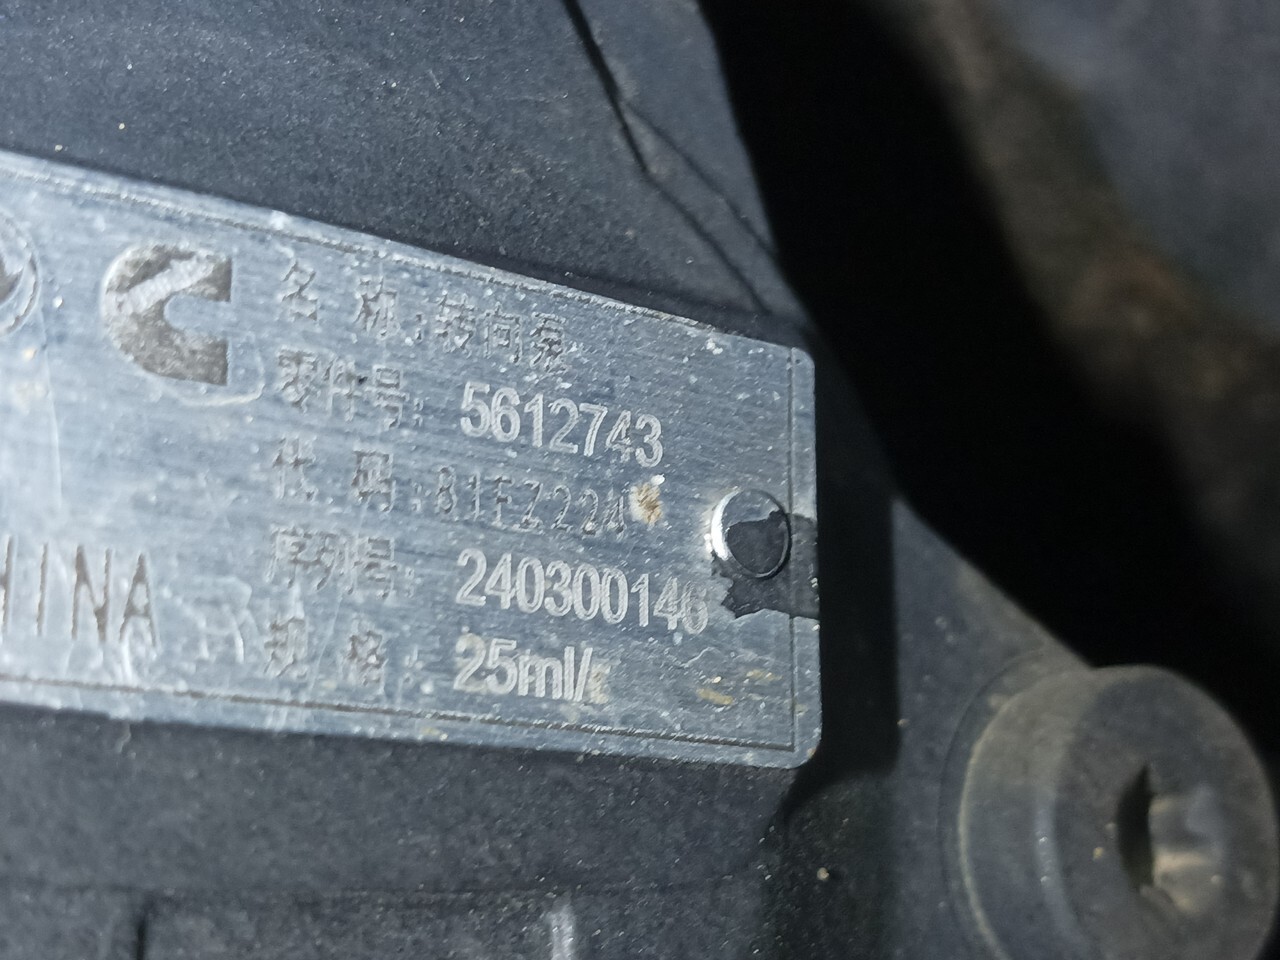 名 称:转向泵
零件号: 5612743
代 码:81FZ22A
序列号: 240300146
规 格: 25ml/r
HINA